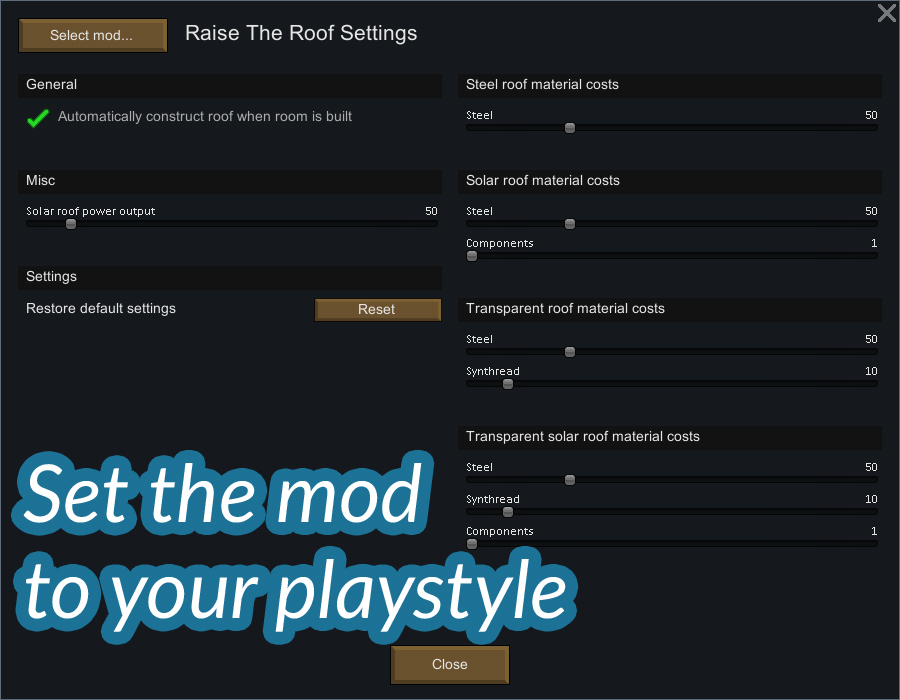 Select mod...
Raise The Roof Settings
General
Automatically construct roof when room is built
Misc
Solar roof power output 50
Settings
Restore default settings
Reset
Steel roof material costs
Steel 50
Solar roof material costs
Steel 50
Components 1
Transparent roof material costs
Steel 50
Synthread 10
Transparent solar roof material costs
Steel 50
Synthread 10
Components 1
Set the mod
to your playstyle
Close